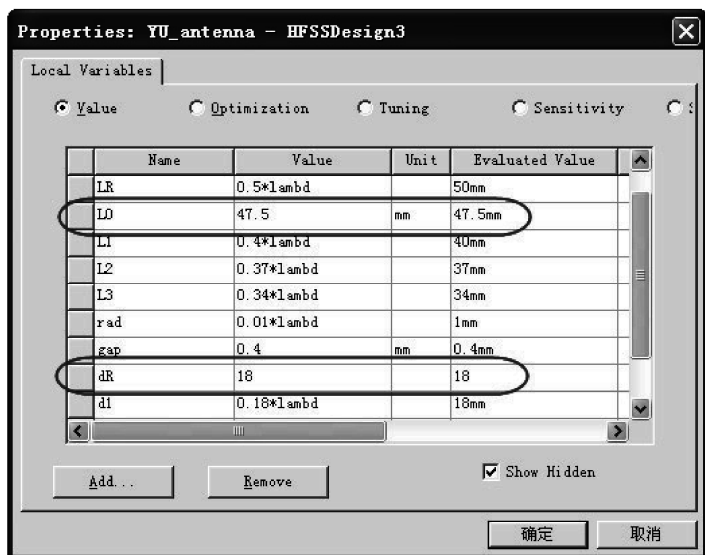 Properties: YU_antenna - HFSSDesign3
Local Variables
Value Optimization Tuning Sensitivity
Name Value Unit Evaluated Value
LR 0.5*lambd 50mm
L0 47.5 mm 47.5mm
L1 0.4*lambd 40mm
L2 0.37*lambd 37mm
L3 0.34*lambd 34mm
rad 0.01*lambd 1mm
gap 0.4 mm 0.4mm
dR 18 18
d1 0.18*lambd 18mm
Add... Remove Show Hidden
确定 取消